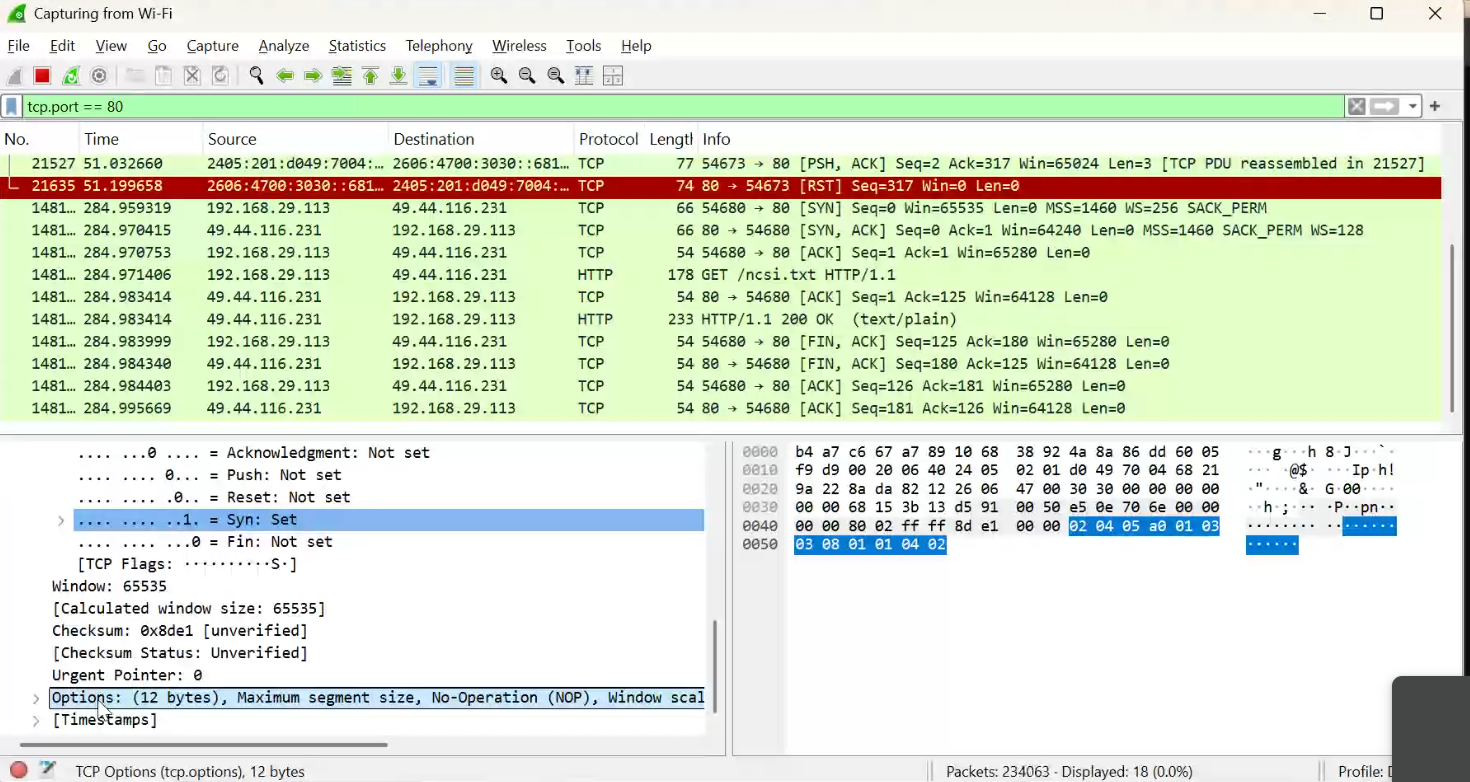 Capturing from Wi-Fi
File Edit View Go Capture Analyze Statistics Telephony Wireless Tools Help
tcp.port == 80
No. Time Source Destination Protocol Length Info
21527 51.032660 2405:201:d049:7004:… 2606:4700:3030::681… TCP 77 54673 → 80 [PSH, ACK] Seq=2 Ack=317 Win=65024 Len=3 [TCP PDU reassembled in 21527]
21635 51.199658 2606:4700:3030::681… 2405:201:d049:7004:… TCP 74 80 → 54673 [RST] Seq=317 Win=0 Len=0
1481… 284.959319 192.168.29.113 49.44.116.231 TCP 66 54680 → 80 [SYN] Seq=0 Win=65535 Len=0 MSS=1460 WS=256 SACK_PERM
1481… 284.970415 49.44.116.231 192.168.29.113 TCP 66 80 → 54680 [SYN, ACK] Seq=0 Ack=1 Win=64240 Len=0 MSS=1460 SACK_PERM WS=128
1481… 284.970753 192.168.29.113 49.44.116.231 TCP 54 54680 → 80 [ACK] Seq=1 Ack=1 Win=65280 Len=0
1481… 284.971406 192.168.29.113 49.44.116.231 HTTP 178 GET /ncsi.txt HTTP/1.1
1481… 284.983414 49.44.116.231 192.168.29.113 TCP 54 80 → 54680 [ACK] Seq=1 Ack=125 Win=64128 Len=0
1481… 284.983414 49.44.116.231 192.168.29.113 HTTP 233 HTTP/1.1 200 OK (text/plain)
1481… 284.983999 192.168.29.113 49.44.116.231 TCP 54 54680 → 80 [FIN, ACK] Seq=125 Ack=180 Win=65280 Len=0
1481… 284.984340 49.44.116.231 192.168.29.113 TCP 54 80 → 54680 [FIN, ACK] Seq=180 Ack=125 Win=64128 Len=0
1481… 284.984403 192.168.29.113 49.44.116.231 TCP 54 54680 → 80 [ACK] Seq=126 Ack=181 Win=65280 Len=0
1481… 284.995669 49.44.116.231 192.168.29.113 TCP 54 80 → 54680 [ACK] Seq=181 Ack=126 Win=64128 Len=0
.... ...0 .... = Acknowledgment: Not set
.... .... 0... = Push: Not set
.... .... .0.. = Reset: Not set
.... .... ..1. = Syn: Set
.... .... ...0 = Fin: Not set
[TCP Flags: ··········S·]
Window: 65535
[Calculated window size: 65535]
Checksum: 0x8de1 [unverified]
[Checksum Status: Unverified]
Urgent Pointer: 0
Options: (12 bytes), Maximum segment size, No-Operation (NOP), Window scal
[Timestamps]
0000 b4 a7 c6 67 a7 89 10 68 38 92 4a 8a 86 dd 60 05 ···g···h 8·J···`·
0010 f9 d9 00 20 06 40 24 05 02 01 d0 49 70 04 68 21 ··· ·@$· ···Ip·h!
0020 9a 22 8a da 82 12 26 06 47 00 30 30 00 00 00 00 ·"····&· G·00····
0030 00 00 68 15 3b 13 d5 91 00 50 e5 0e 70 6e 00 00 ··h·;··· ·P··pn··
0040 00 00 80 02 ff ff 8d e1 00 00 02 04 05 a0 01 03 ········ ········
0050 03 08 01 01 04 02 ······
TCP Options (tcp.options), 12 bytes
Packets: 234063 · Displayed: 18 (0.0%)
Profile: